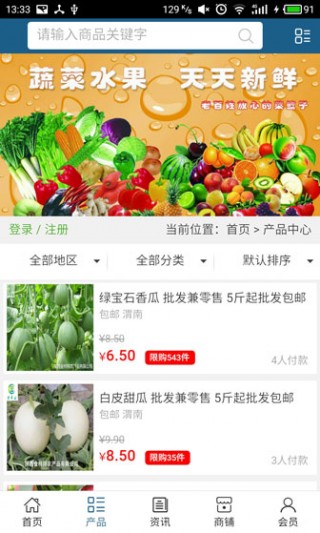 13:33
129 K/s
91
请输入商品关键字
蔬菜水果 天天新鲜
老百姓放心的菜篮子
登录 / 注册
当前位置：首页 > 产品中心
全部地区
全部分类
默认排序
绿宝石香瓜 批发兼零售 5斤起批发包邮
包邮 渭南
¥8.50
¥6.50
限购543件
4人付款
白皮甜瓜 批发兼零售 5斤起批发包邮
包邮 渭南
¥9.90
¥8.50
限购35件
3人付款
首页
产品
资讯
商铺
会员